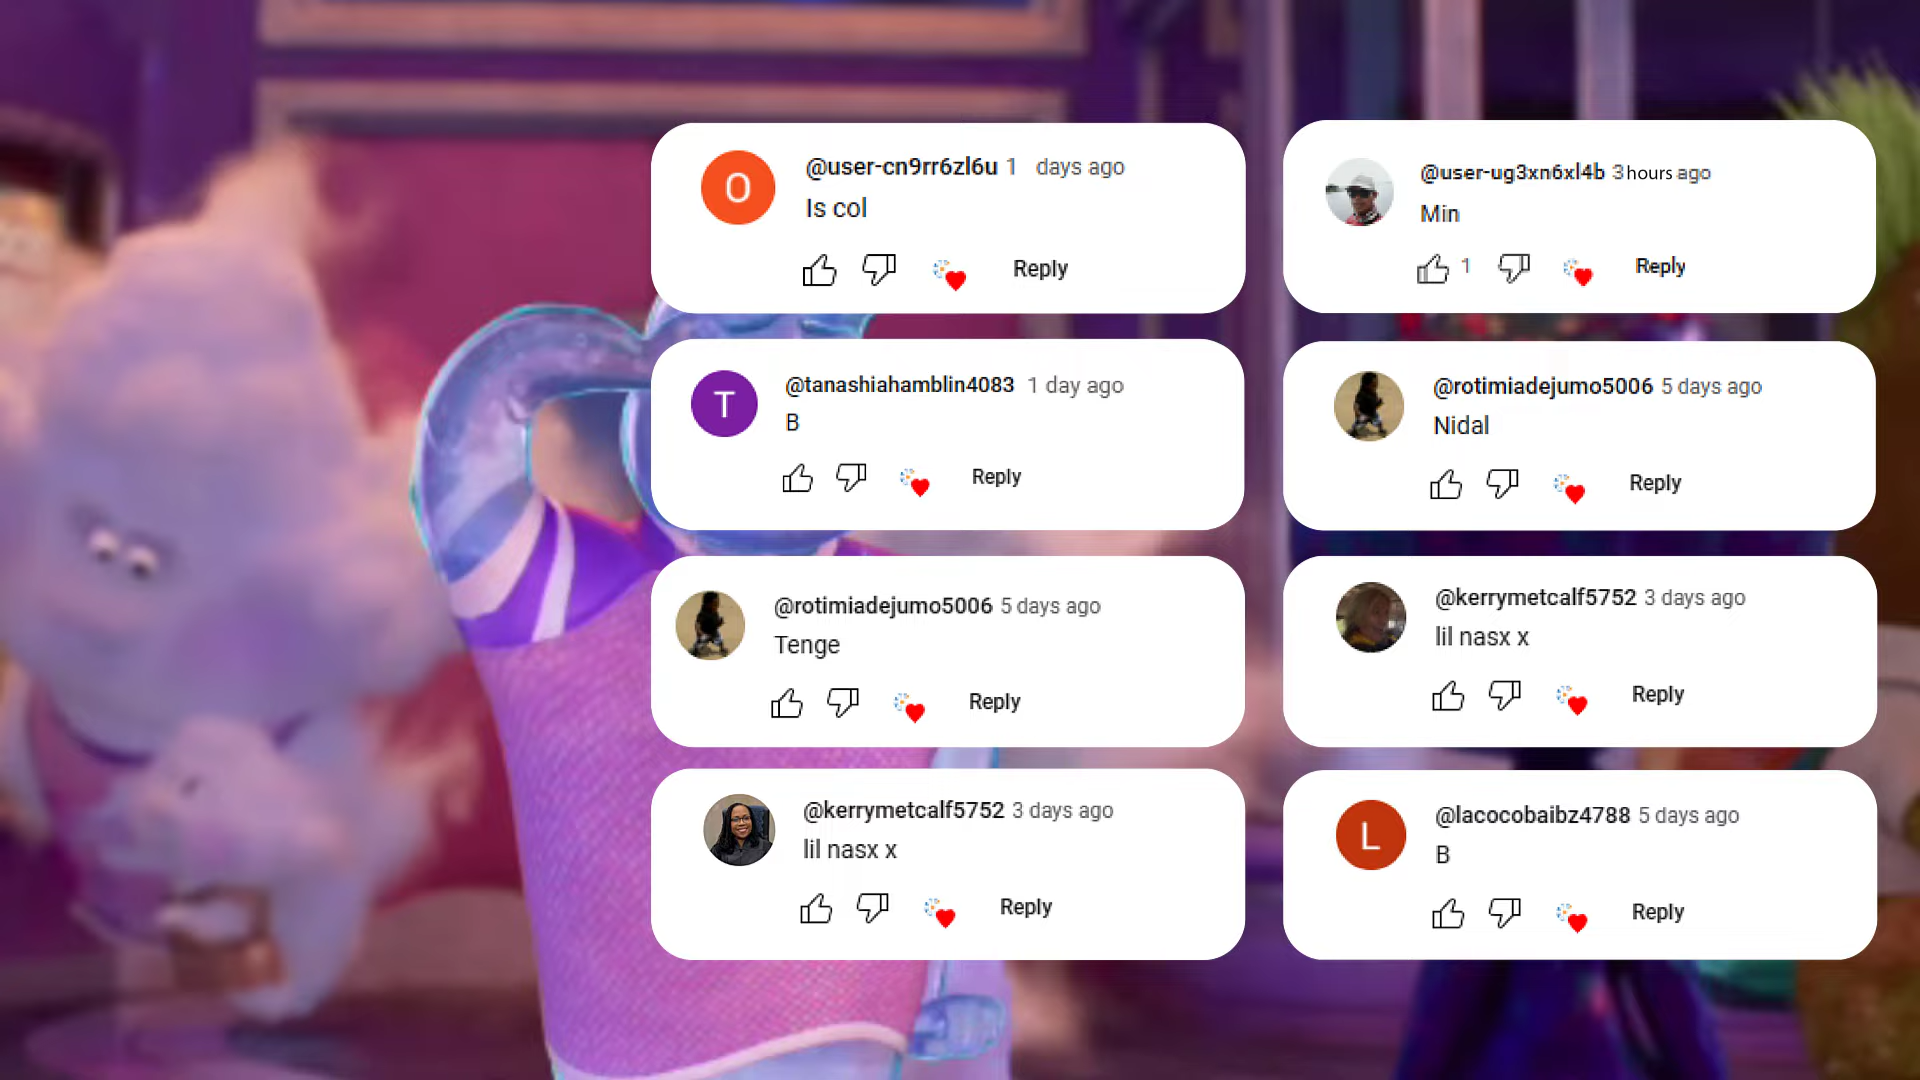 O
@user-cn9rr6zl6u 1 days ago
Is col
Reply
@user-ug3xn6xl4b 3hours ago
Min
1
Reply
T
@tanashiahamblin4083 1 day ago
B
Reply
@rotimiadejumo5006 5 days ago
Nidal
Reply
@rotimiadejumo5006 5 days ago
Tenge
Reply
@kerrymetcalf5752 3 days ago
lil nasx x
Reply
@kerrymetcalf5752 3 days ago
lil nasx x
Reply
L
@lacocobaibz4788 5 days ago
B
Reply